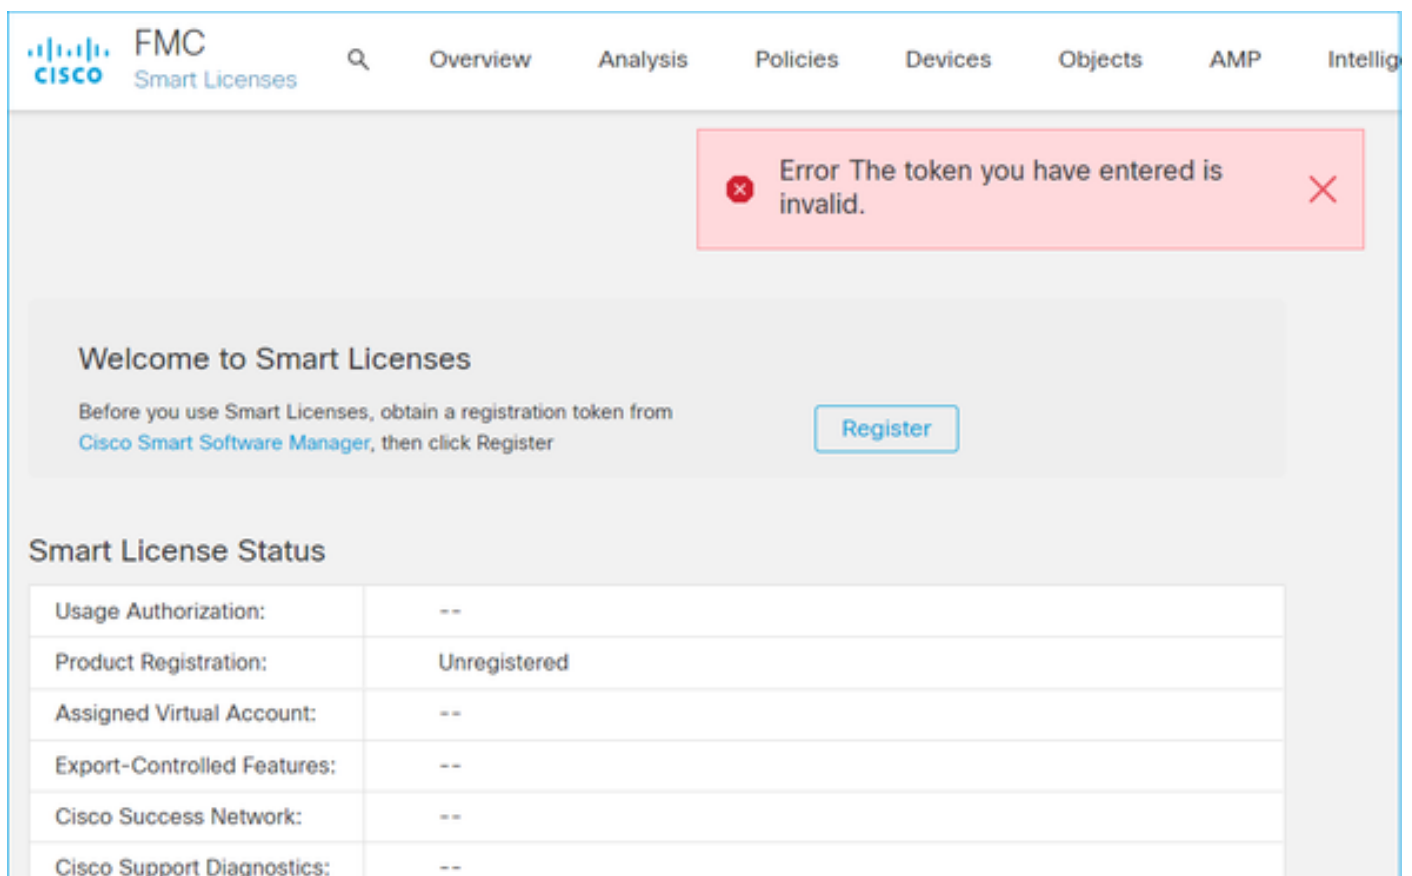 CISCO
FMC
Smart Licenses
Overview
Analysis
Policies
Devices
Objects
AMP
Error The token you have entered is
invalid.
Welcome to Smart Licenses
Before you use Smart Licenses, obtain a registration token from
Cisco Smart Software Manager, then click Register
Register
Smart License Status
Usage Authorization: --
Product Registration: Unregistered
Assigned Virtual Account: --
Export-Controlled Features: --
Cisco Success Network: --
Cisco Support Diagnostics: --